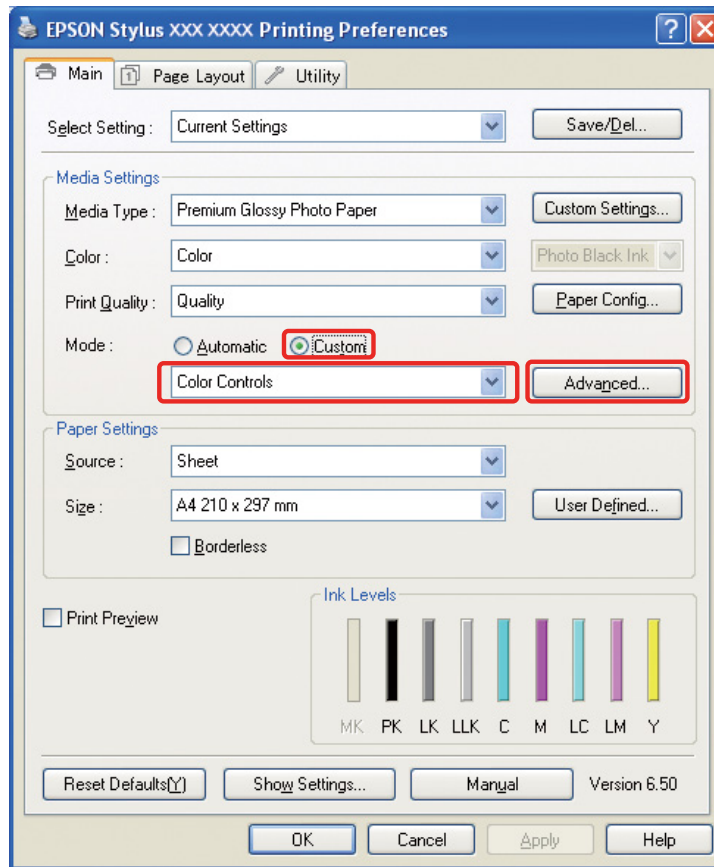 EPSON Stylus XXX XXXX Printing Preferences ? X
Main 1 Page Layout Utility
Select Setting : Current Settings Save/Del...
Media Settings
Media Type : Premium Glossy Photo Paper Custom Settings...
Color : Color Photo Black Ink
Print Quality : Quality Paper Config...
Mode : Automatic Custom
Color Controls Advanced...
Paper Settings
Source : Sheet
Size : A4 210 x 297 mm User Defined...
Borderless
Print Preview
Ink Levels
MK PK LK LLK C M LC LM Y
Reset Defaults(Y) Show Settings... Manual Version 6.50
OK Cancel Apply Help